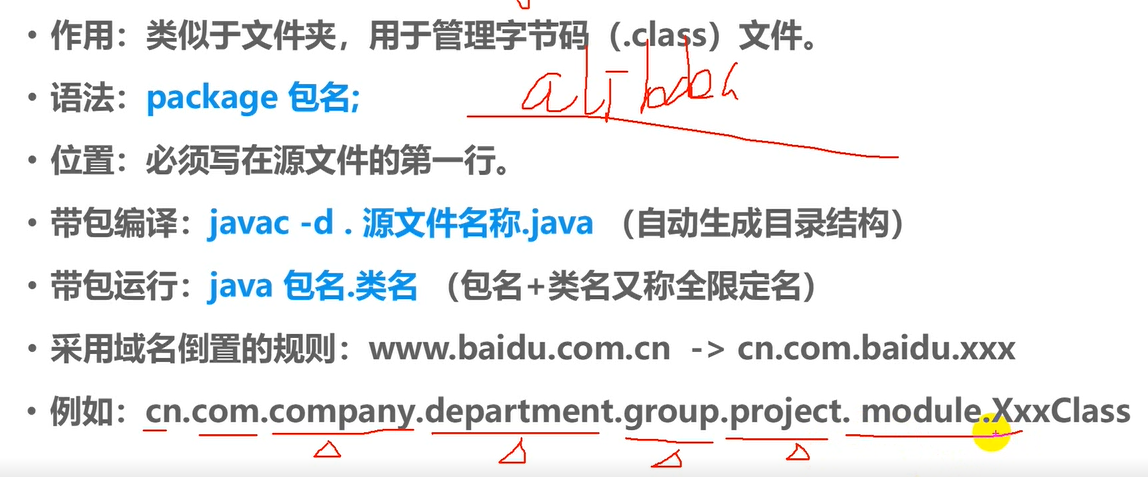 • 作用：类似于文件夹，用于管理字节码（.class）文件。
alibaba
• 语法：package 包名;
• 位置：必须写在源文件的第一行。
• 带包编译：javac -d . 源文件名称.java （自动生成目录结构）
• 带包运行：java 包名.类名 （包名+类名又称全限定名）
• 采用域名倒置的规则：www.baidu.com.cn -> cn.com.baidu.xxx
• 例如：cn.com.company.department.group.project. module.XxxClass